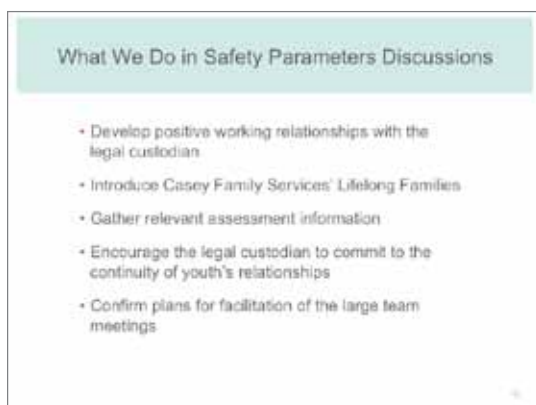 What We Do in Safety Parameters Discussions
• Develop positive working relationships with the
legal custodian
• Introduce Casey Family Services' Lifelong Families
• Gather relevant assessment information
• Encourage the legal custodian to commit to the
continuity of youth's relationships
• Confirm plans for facilitation of the large team
meetings